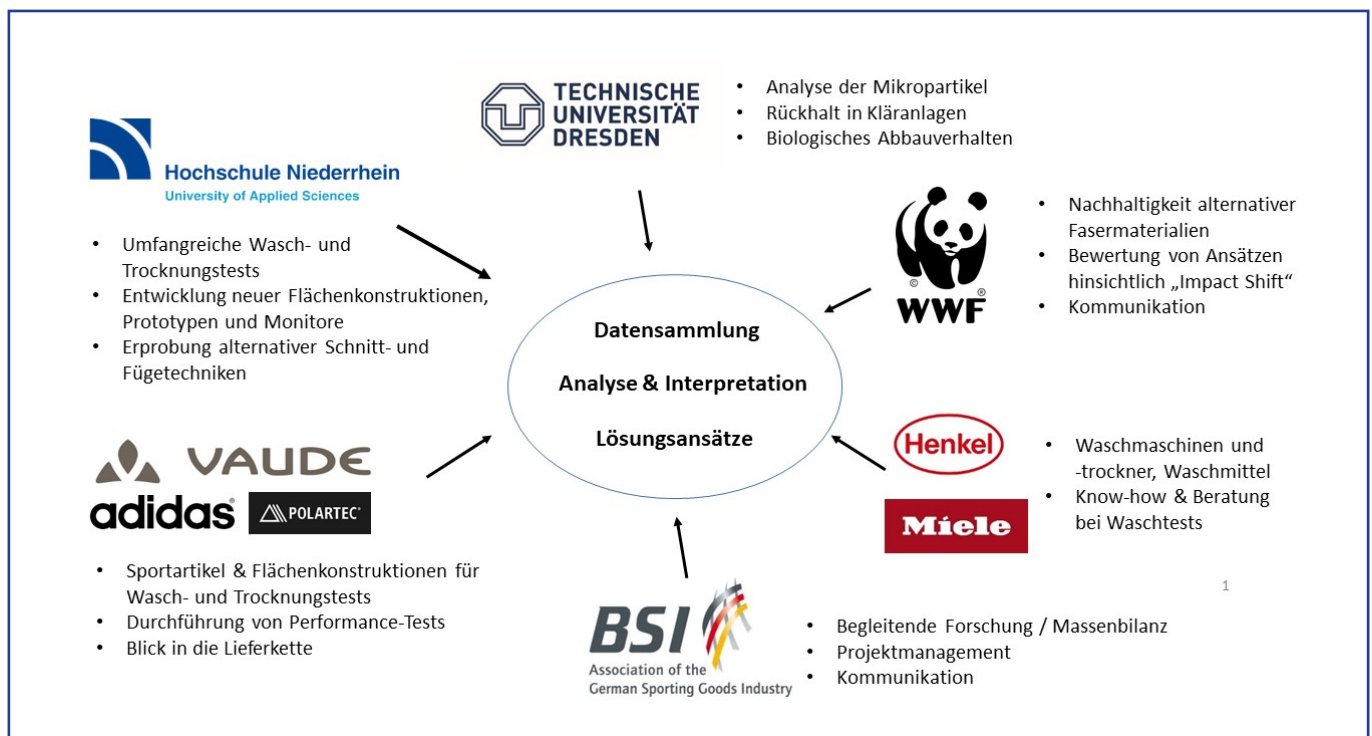 TECHNISCHE
UNIVERSITÄT
DRESDEN
• Analyse der Mikropartikel
• Rückhalt in Kläranlagen
• Biologisches Abbauverhalten
Hochschule Niederrhein
University of Applied Sciences
• Umfangreiche Wasch- und
Trocknungstests
• Entwicklung neuer Flächenkonstruktionen,
Prototypen und Monitore
• Erprobung alternativer Schnitt- und
Fügetechniken
© WWF ®
• Nachhaltigkeit alternativer
Fasermaterialien
• Bewertung von Ansätzen
hinsichtlich „Impact Shift“
• Kommunikation
Datensammlung
Analyse & Interpretation
Lösungsansätze
VAUDE
adidas®
POLARTEC®
• Sportartikel & Flächenkonstruktionen für
Wasch- und Trocknungstests
• Durchführung von Performance-Tests
• Blick in die Lieferkette
Henkel
Miele
• Waschmaschinen und
-trockner, Waschmittel
• Know-how & Beratung
bei Waschtests
1
BSI
Association of the
German Sporting Goods Industry
• Begleitende Forschung / Massenbilanz
• Projektmanagement
• Kommunikation